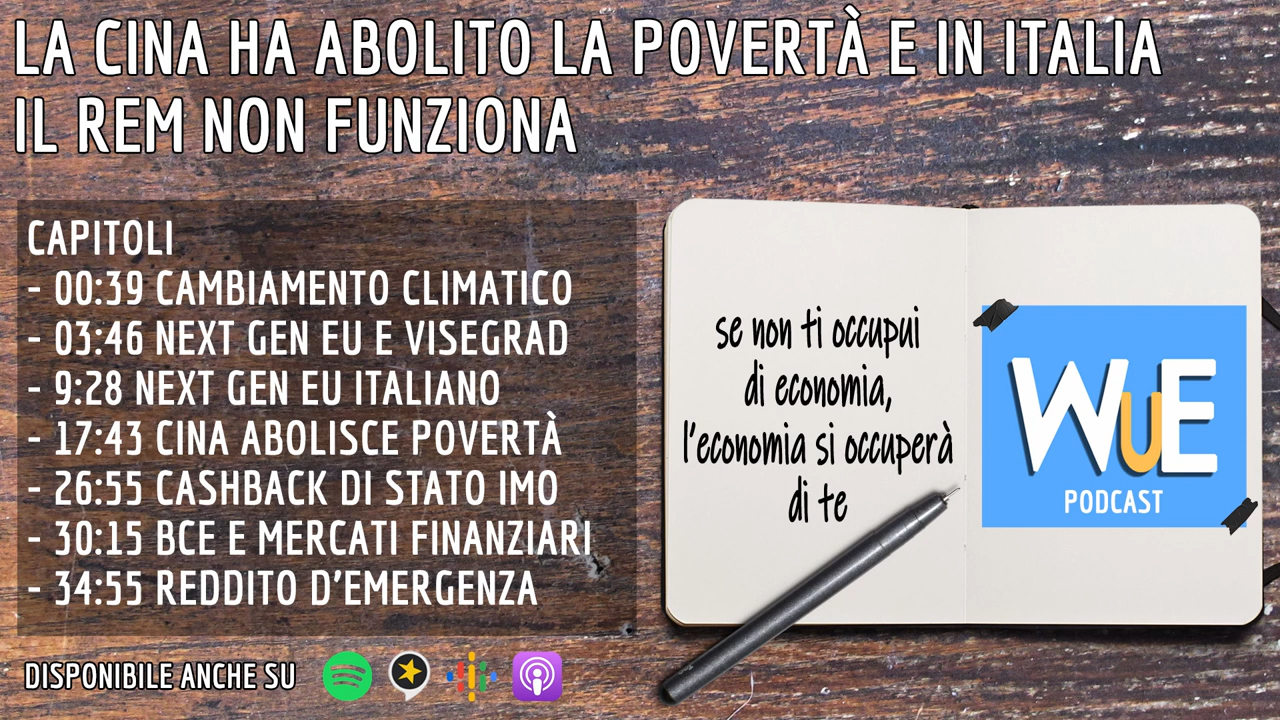 LA CINA HA ABOLITO LA POVERTÀ E IN ITALIA
IL REM NON FUNZIONA
CAPITOLI
- 00:39 CAMBIAMENTO CLIMATICO
- 03:46 NEXT GEN EU E VISEGRAD
- 9:28 NEXT GEN EU ITALIANO
- 17:43 CINA ABOLISCE POVERTÀ
- 26:55 CASHBACK DI STATO IMO
- 30:15 BCE E MERCATI FINANZIARI
- 34:55 REDDITO D'EMERGENZA
se non ti occupui
di economia,
l'economia si occuperà
di te
WuE
PODCAST
DISPONIBILE ANCHE SU